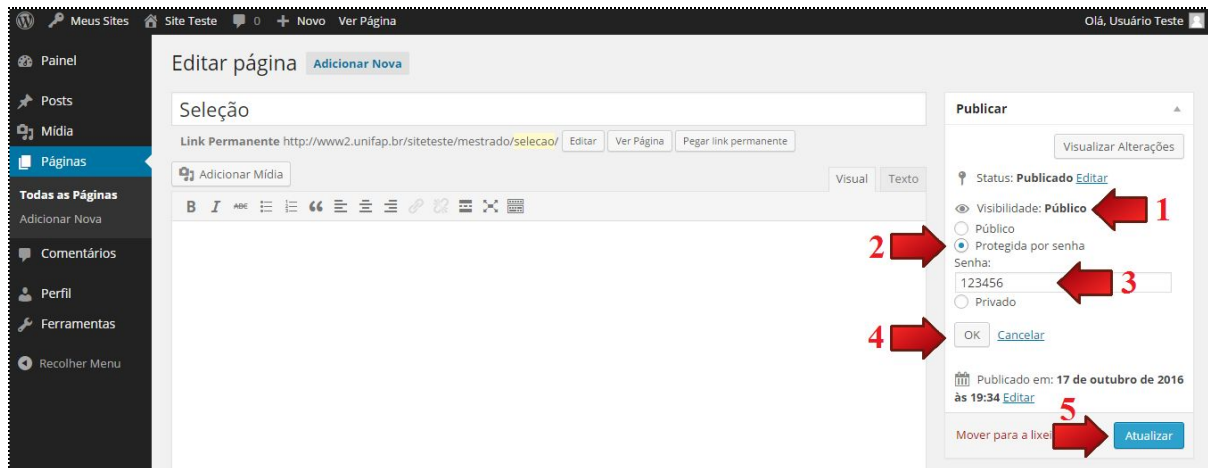 Meus Sites Site Teste 0 + Novo Ver Página Olá, Usuário Teste
Painel
Posts
Mídia
Páginas
Todas as Páginas
Adicionar Nova
Comentários
Perfil
Ferramentas
Recolher Menu
Editar página Adicionar Nova
Seleção
Link Permanente http://www2.unifap.br/siteteste/mestrado/selecao/ Editar Ver Página Pegar link permanente
Adicionar Mídia Visual Texto
B I ABE
Publicar
Visualizar Alterações
Status: Publicado Editar
Visibilidade: Público 1
Público
2 Protegida por senha
Senha:
123456 3
Privado
4 OK Cancelar
Publicado em: 17 de outubro de 2016
às 19:34 Editar
5
Mover para a lixei Atualizar